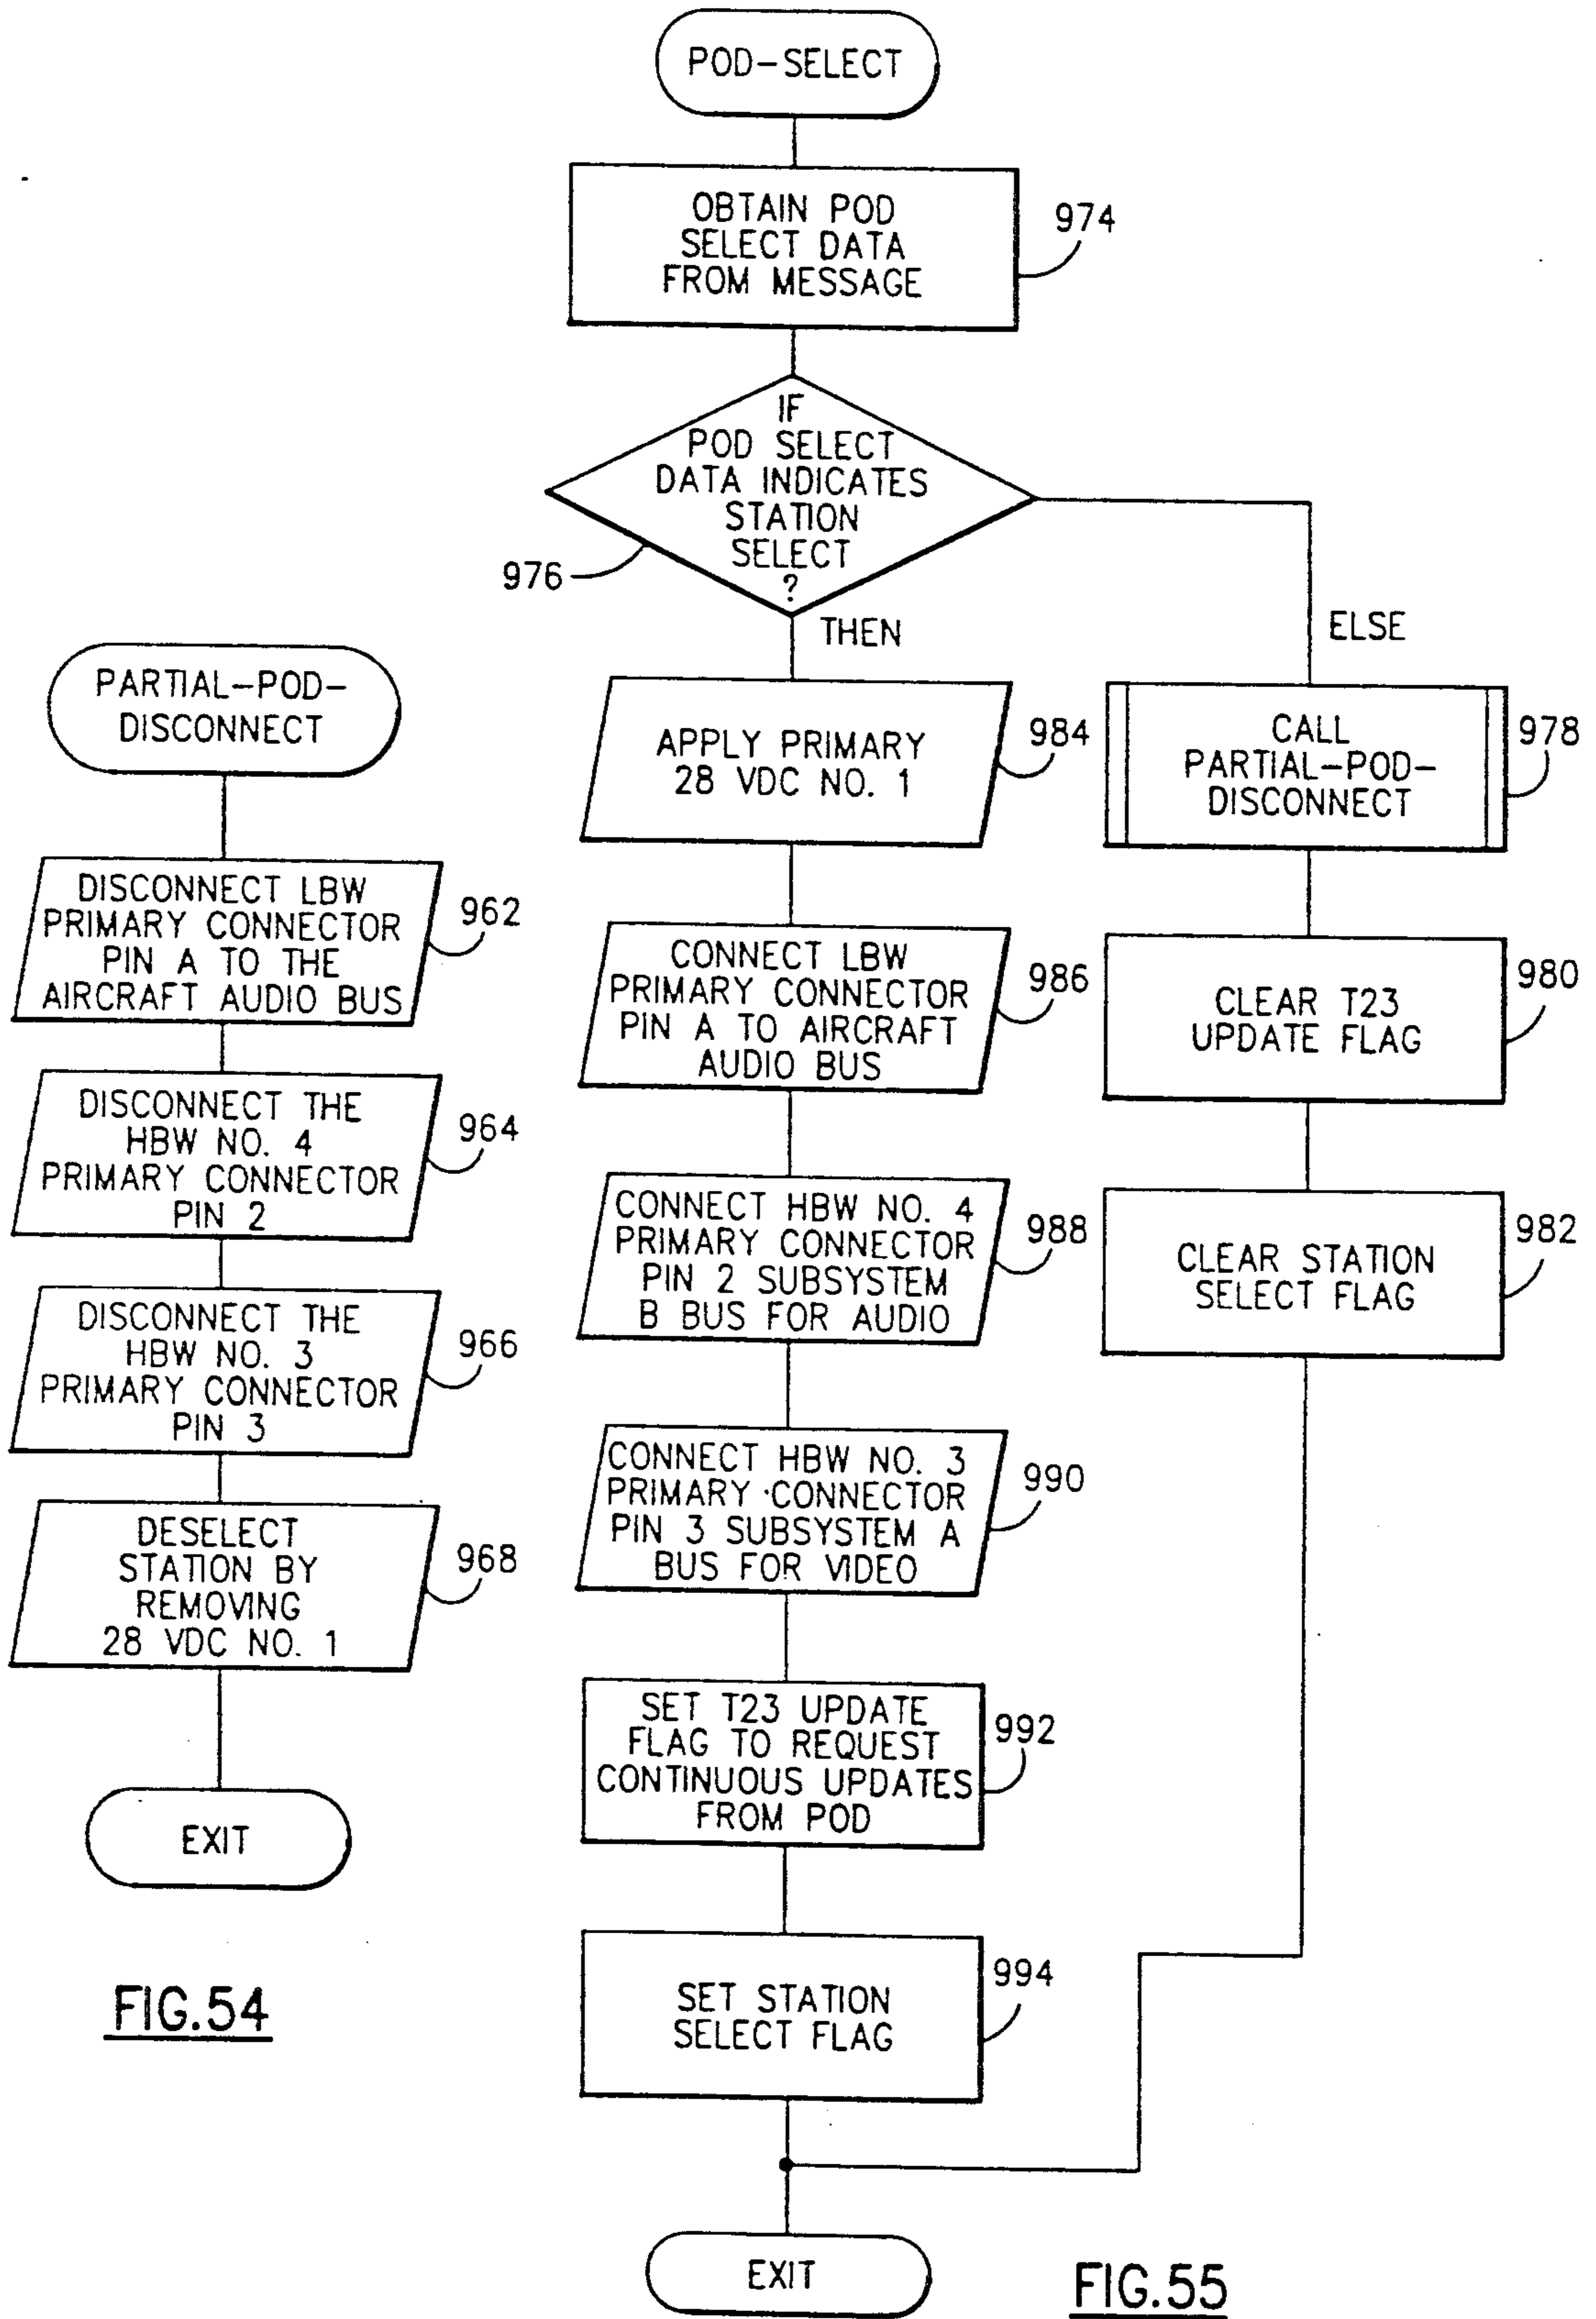 PARTIAL-POD-
DISCONNECT
DISCONNECT LBW
PRIMARY CONNECTOR
PIN A TO THE
AIRCRAFT AUDIO BUS
962
DISCONNECT THE
HBW NO. 4
PRIMARY CONNECTOR
PIN 2
964
DISCONNECT THE
HBW NO. 3
PRIMARY CONNECTOR
PIN 3
966
DESELECT
STATION BY
REMOVING
28 VDC NO. 1
968
EXIT
FIG.54
POD-SELECT
OBTAIN POD
SELECT DATA
FROM MESSAGE
974
IF
POD SELECT
DATA INDICATES
STATION
SELECT
?
976
THEN
ELSE
APPLY PRIMARY
28 VDC NO. 1
984
CONNECT LBW
PRIMARY CONNECTOR
PIN A TO AIRCRAFT
AUDIO BUS
986
CONNECT HBW NO. 4
PRIMARY CONNECTOR
PIN 2 SUBSYSTEM
B BUS FOR AUDIO
988
CONNECT HBW NO. 3
PRIMARY CONNECTOR
PIN 3 SUBSYSTEM A
BUS FOR VIDEO
990
SET T23 UPDATE
FLAG TO REQUEST
CONTINUOUS UPDATES
FROM POD
992
SET STATION
SELECT FLAG
994
CALL
PARTIAL-POD-
DISCONNECT
978
CLEAR T23
UPDATE FLAG
980
CLEAR STATION
SELECT FLAG
982
EXIT
FIG.55